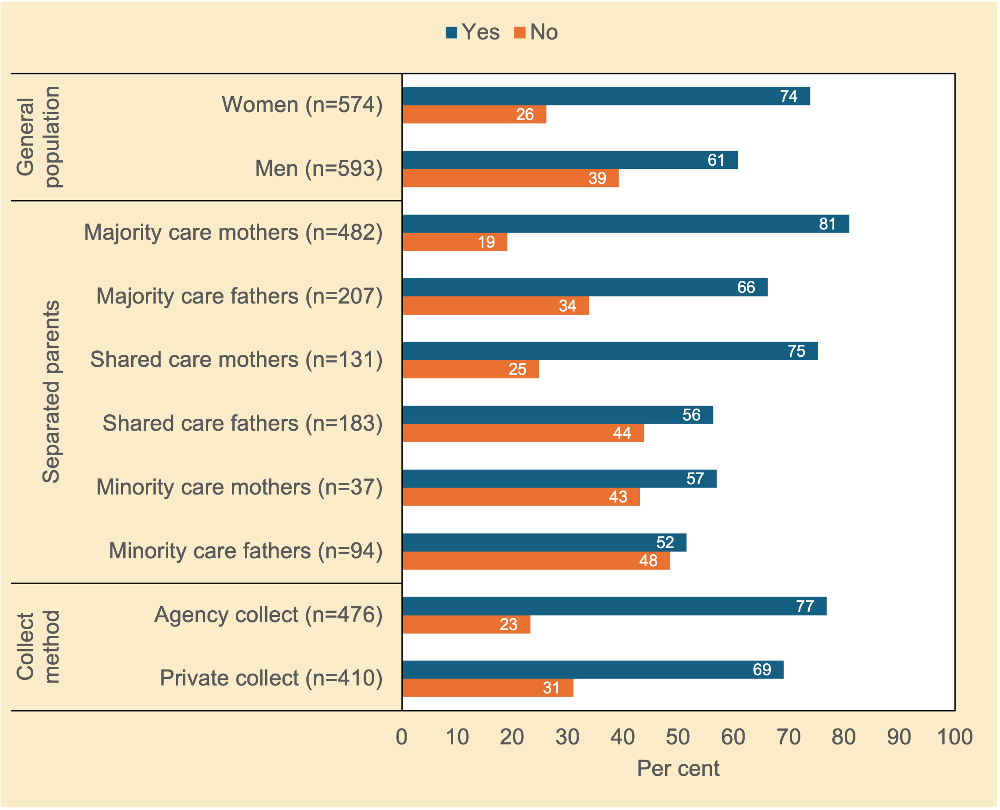 Yes No
General
population
Women (n=574)
74
26
Men (n=593)
61
39
Separated parents
Majority care mothers (n=482)
81
19
Majority care fathers (n=207)
66
34
Shared care mothers (n=131)
75
25
Shared care fathers (n=183)
56
44
Minority care mothers (n=37)
57
43
Minority care fathers (n=94)
52
48
Collect
method
Agency collect (n=476)
77
23
Private collect (n=410)
69
31
0 10 20 30 40 50 60 70 80 90 100
Per cent